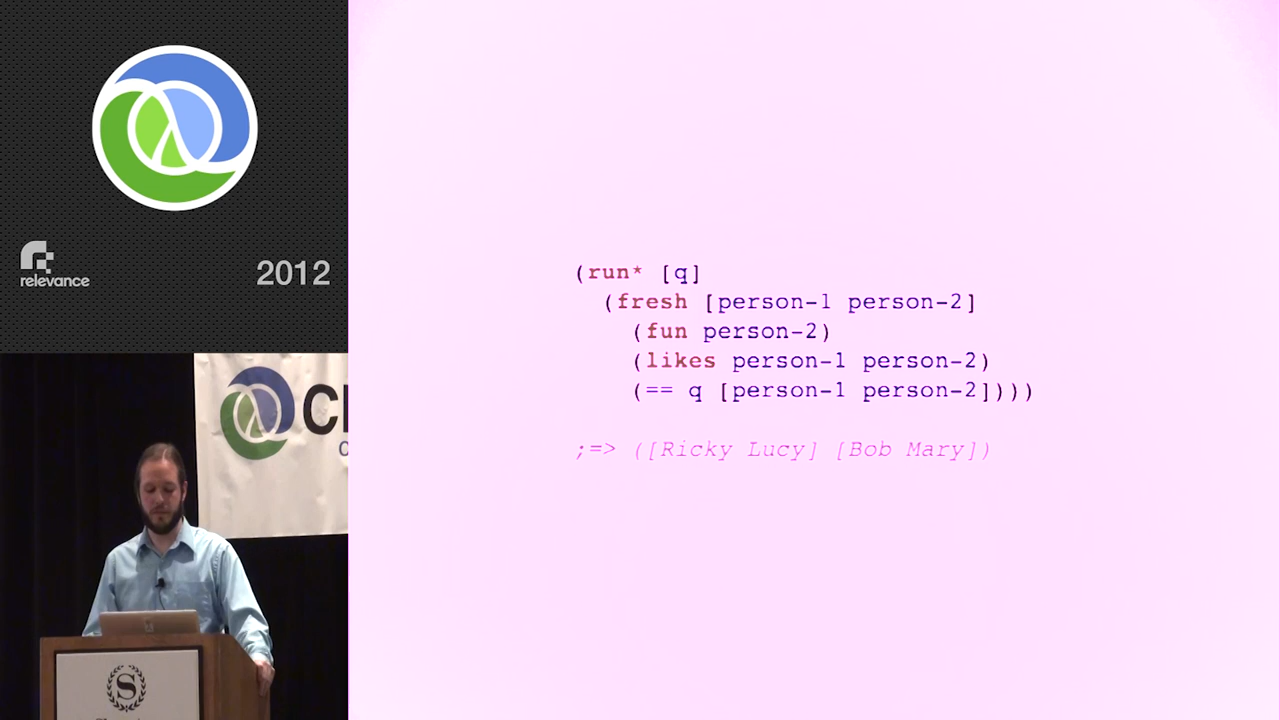 relevance
2012
(run* [q]
(fresh [person-1 person-2]
(fun person-2)
(likes person-1 person-2)
(== q [person-1 person-2])))
;=> ([Ricky Lucy] [Bob Mary])
S